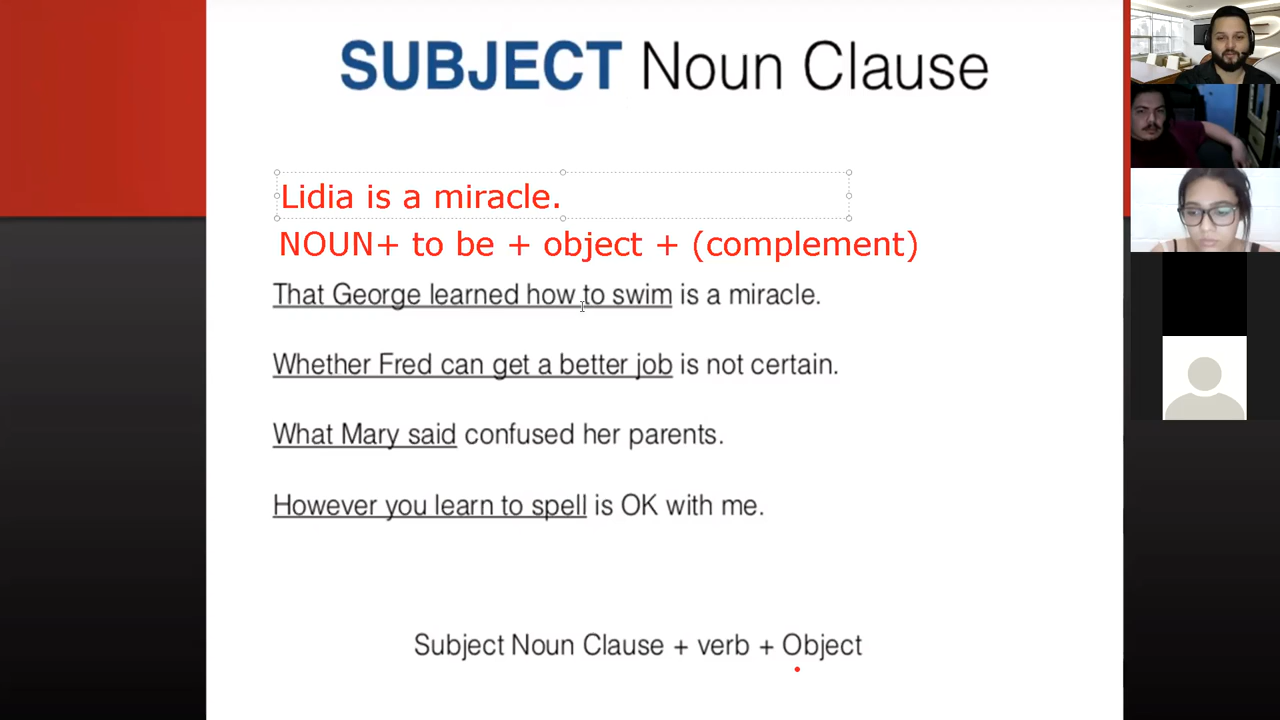 SUBJECT Noun Clause
Lidia is a miracle.
NOUN+ to be + object + (complement)
That George learned how to swim is a miracle.
Whether Fred can get a better job is not certain.
What Mary said confused her parents.
However you learn to spell is OK with me.
Subject Noun Clause + verb + Object